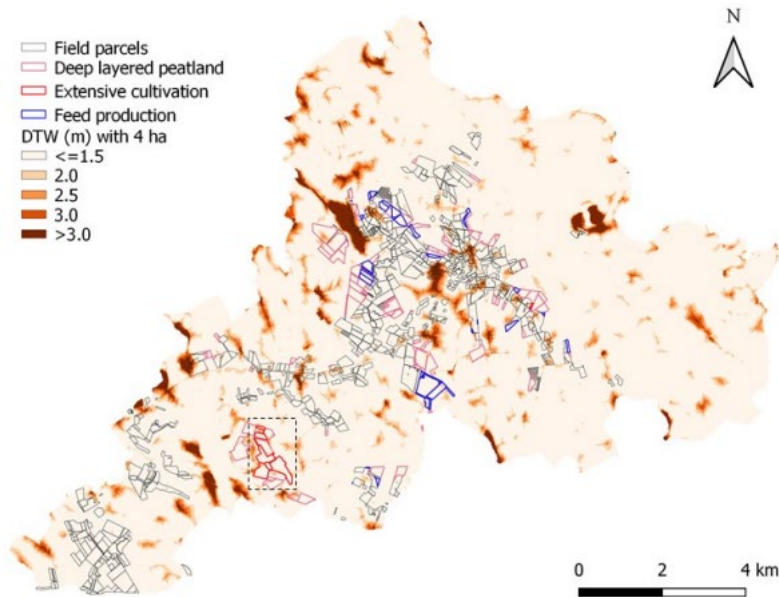 N
Field parcels
Deep layered peatland
Extensive cultivation
Feed production
DTW (m) with 4 ha
<=1.5
2.0
2.5
3.0
>3.0
0 2 4 km